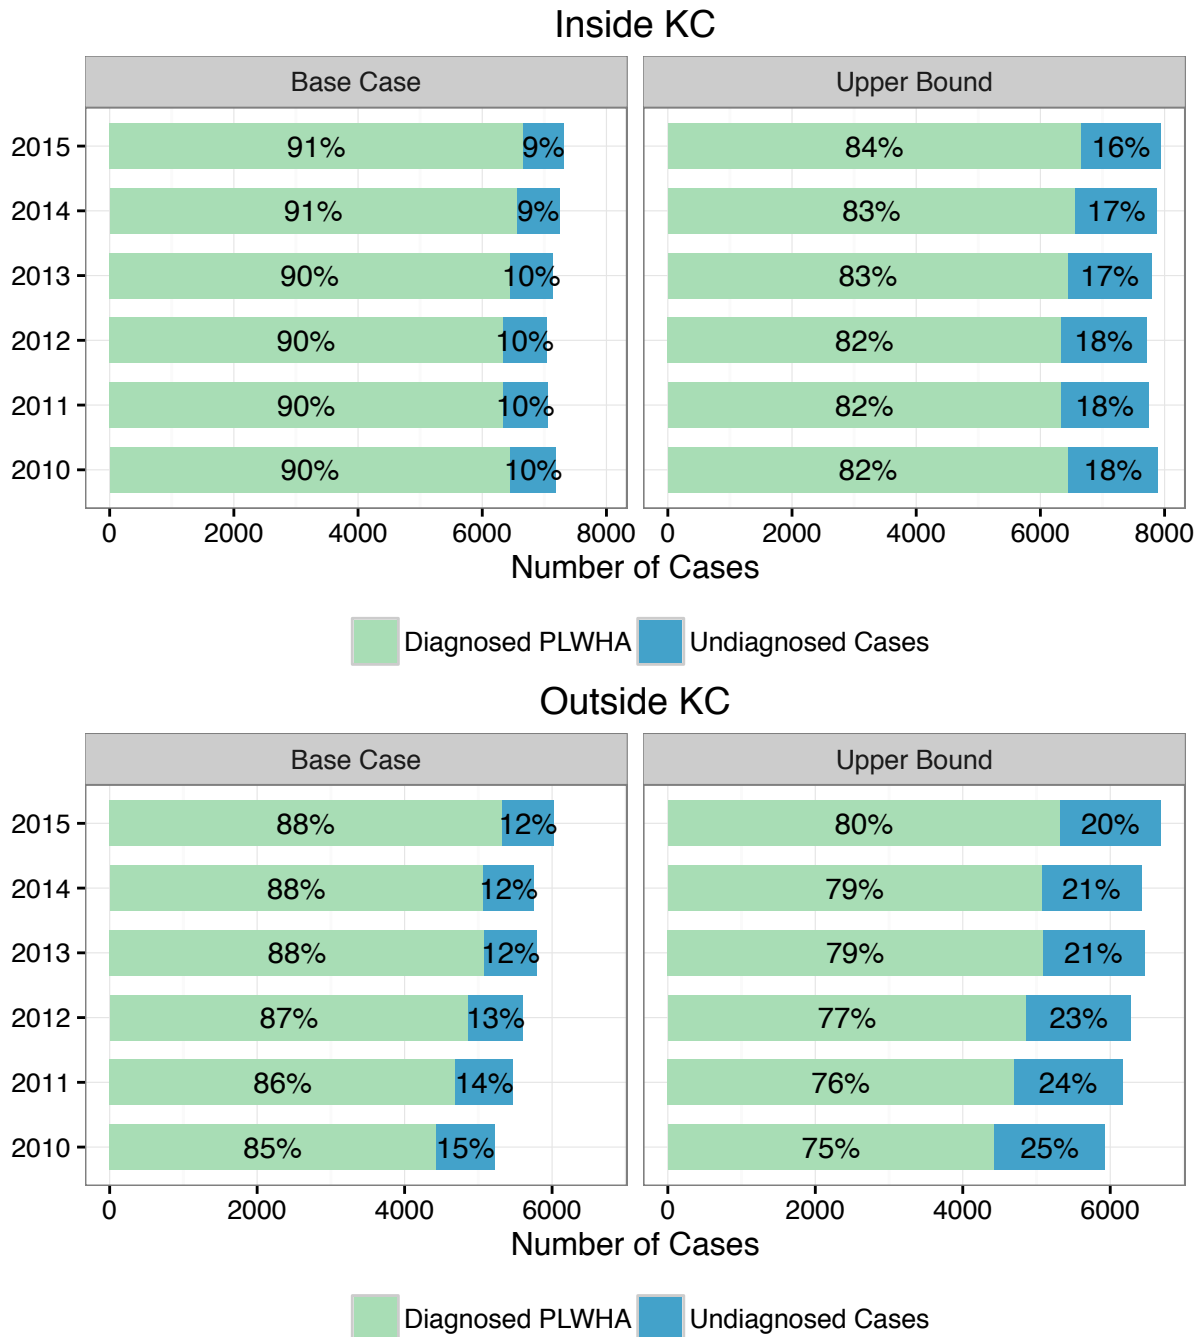 Inside KC
Base Case Upper Bound
2015 91% 9% 84% 16%
2014 91% 9% 83% 17%
2013 90% 10% 83% 17%
2012 90% 10% 82% 18%
2011 90% 10% 82% 18%
2010 90% 10% 82% 18%
0 2000 4000 6000 8000 0 2000 4000 6000 8000
Number of Cases
Diagnosed PLWHA Undiagnosed Cases
Outside KC
Base Case Upper Bound
2015 88% 12% 80% 20%
2014 88% 12% 79% 21%
2013 88% 12% 79% 21%
2012 87% 13% 77% 23%
2011 86% 14% 76% 24%
2010 85% 15% 75% 25%
0 2000 4000 6000 0 2000 4000 6000
Number of Cases
Diagnosed PLWHA Undiagnosed Cases